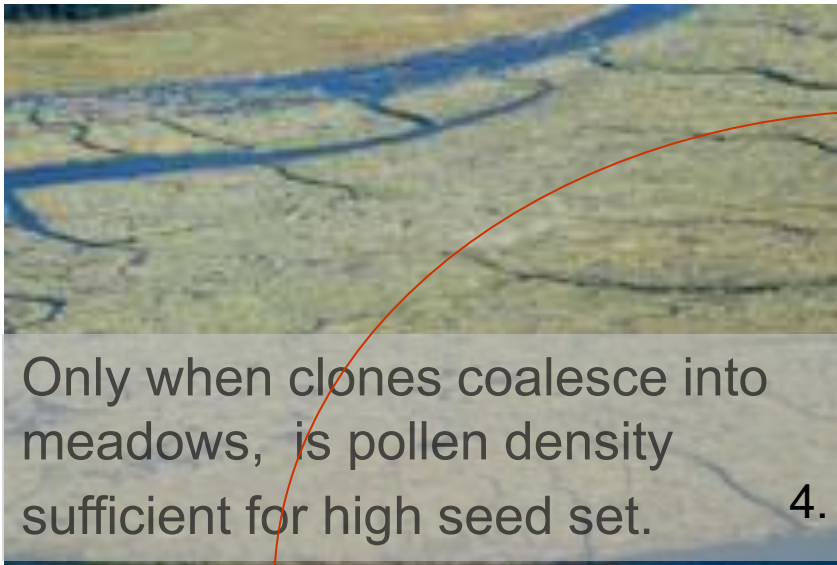 Only when clones coalesce into
meadows,  is pollen density
sufficient for high seed set.
4.